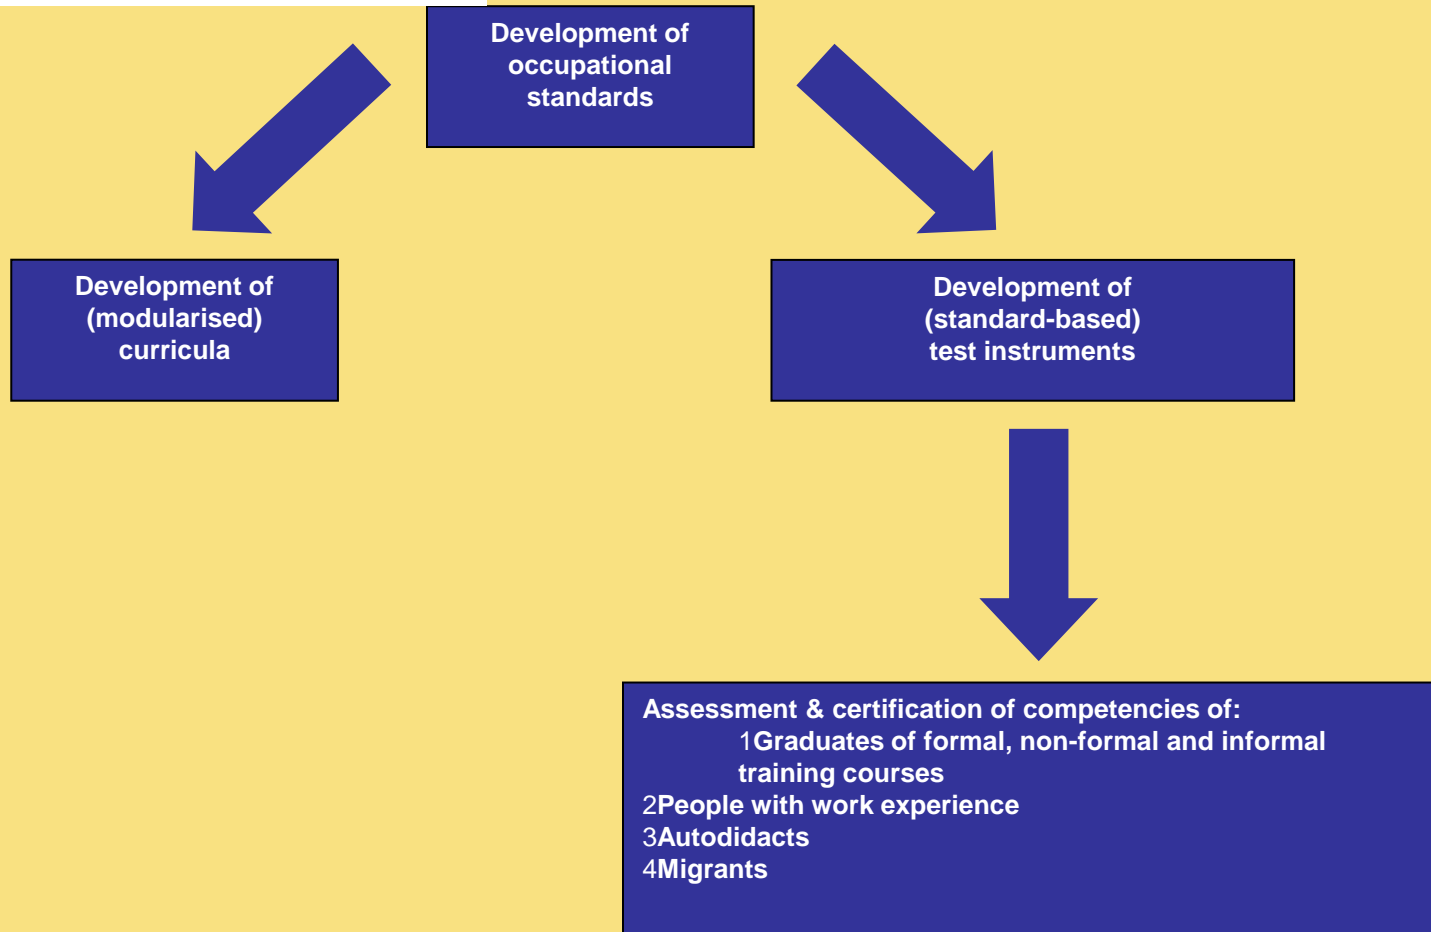 Development of
occupational
standards
Development of
(modularised)
curricula
Development of
(standard-based)
test instruments
Assessment & certification of competencies of:
1Graduates of formal, non-formal and informal
training courses
2People with work experience
3Autodidacts
4Migrants